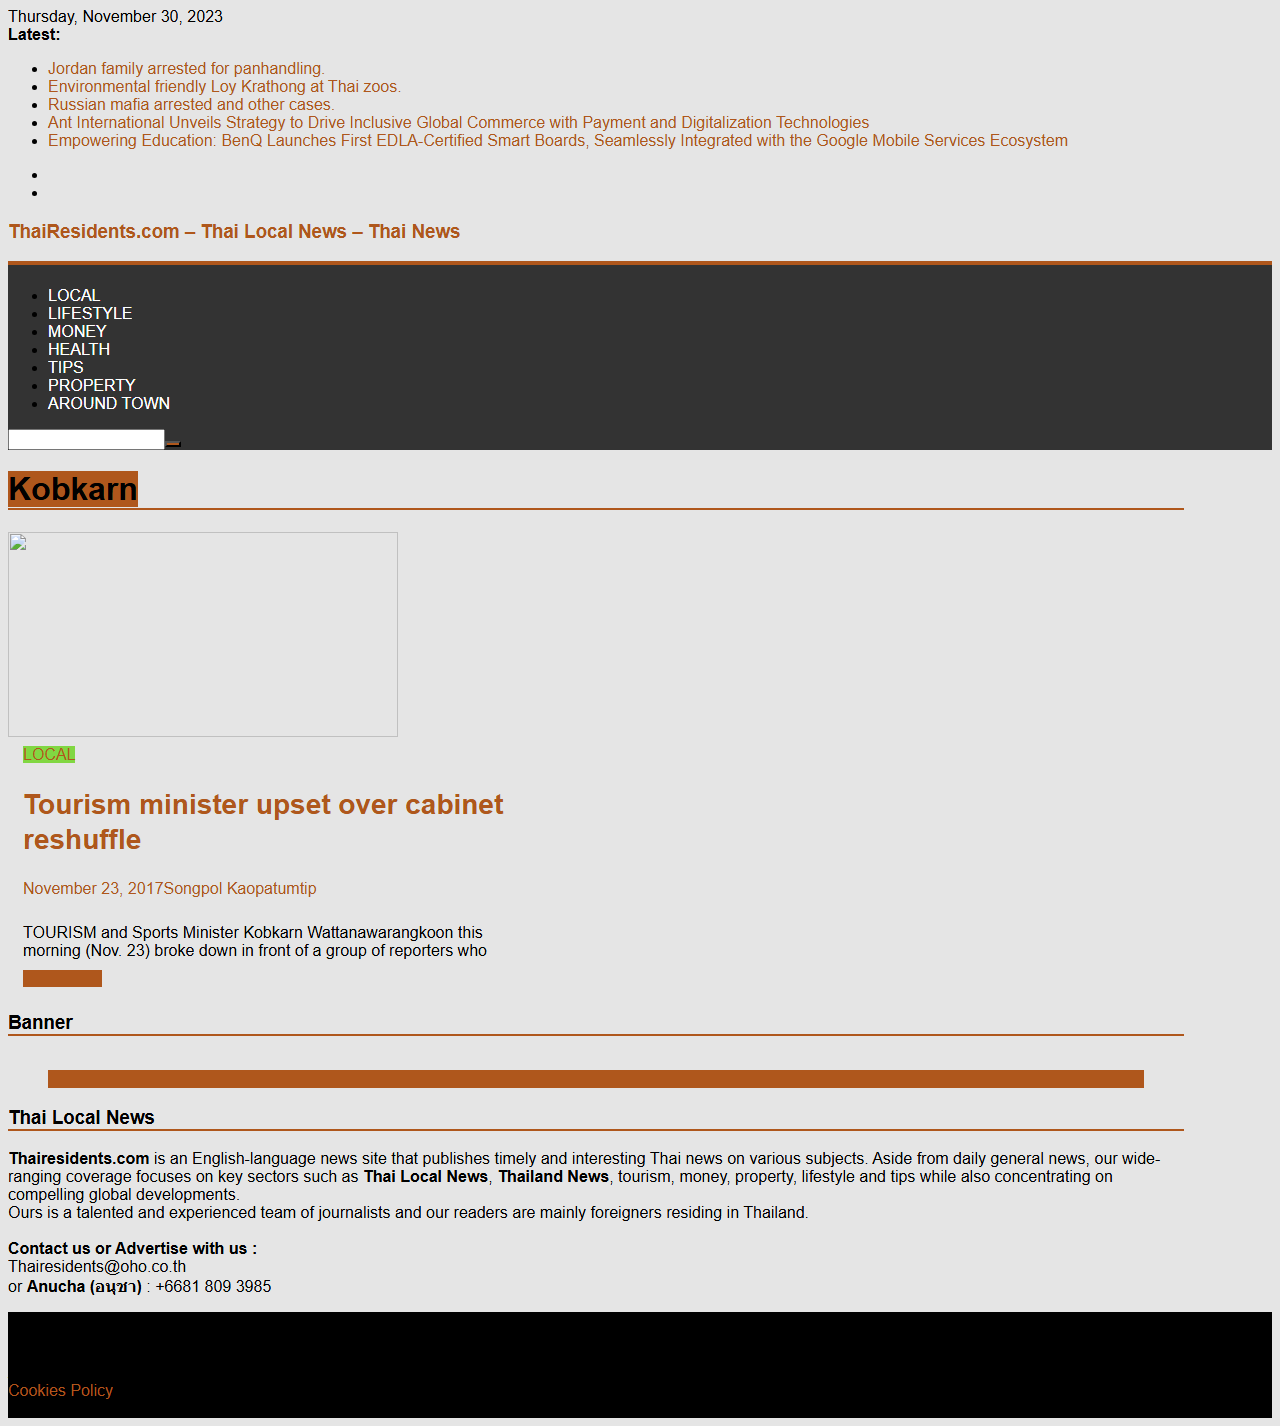 Thursday, November 30, 2023
Latest:
Jordan family arrested for panhandling.
Environmental friendly Loy Krathong at Thai zoos.
Russian mafia arrested and other cases.
Ant International Unveils Strategy to Drive Inclusive Global Commerce with Payment and Digitalization Technologies
Empowering Education: BenQ Launches First EDLA-Certified Smart Boards, Seamlessly Integrated with the Google Mobile Services Ecosystem
ThaiResidents.com – Thai Local News – Thai News
LOCAL
LIFESTYLE
MONEY
HEALTH
TIPS
PROPERTY
AROUND TOWN
Kobkarn
LOCAL
Tourism minister upset over cabinet
reshuffle
November 23, 2017Songpol Kaopatumtip
TOURISM and Sports Minister Kobkarn Wattanawarangkoon this
morning (Nov. 23) broke down in front of a group of reporters who
Banner
Thai Local News
Thairesidents.com is an English-language news site that publishes timely and interesting Thai news on various subjects. Aside from daily general news, our wide-
ranging coverage focuses on key sectors such as Thai Local News, Thailand News, tourism, money, property, lifestyle and tips while also concentrating on
compelling global developments.
Ours is a talented and experienced team of journalists and our readers are mainly foreigners residing in Thailand.
Contact us or Advertise with us :
Thairesidents@oho.co.th
or Anucha (อนุชา) : +6681 809 3985
Cookies Policy